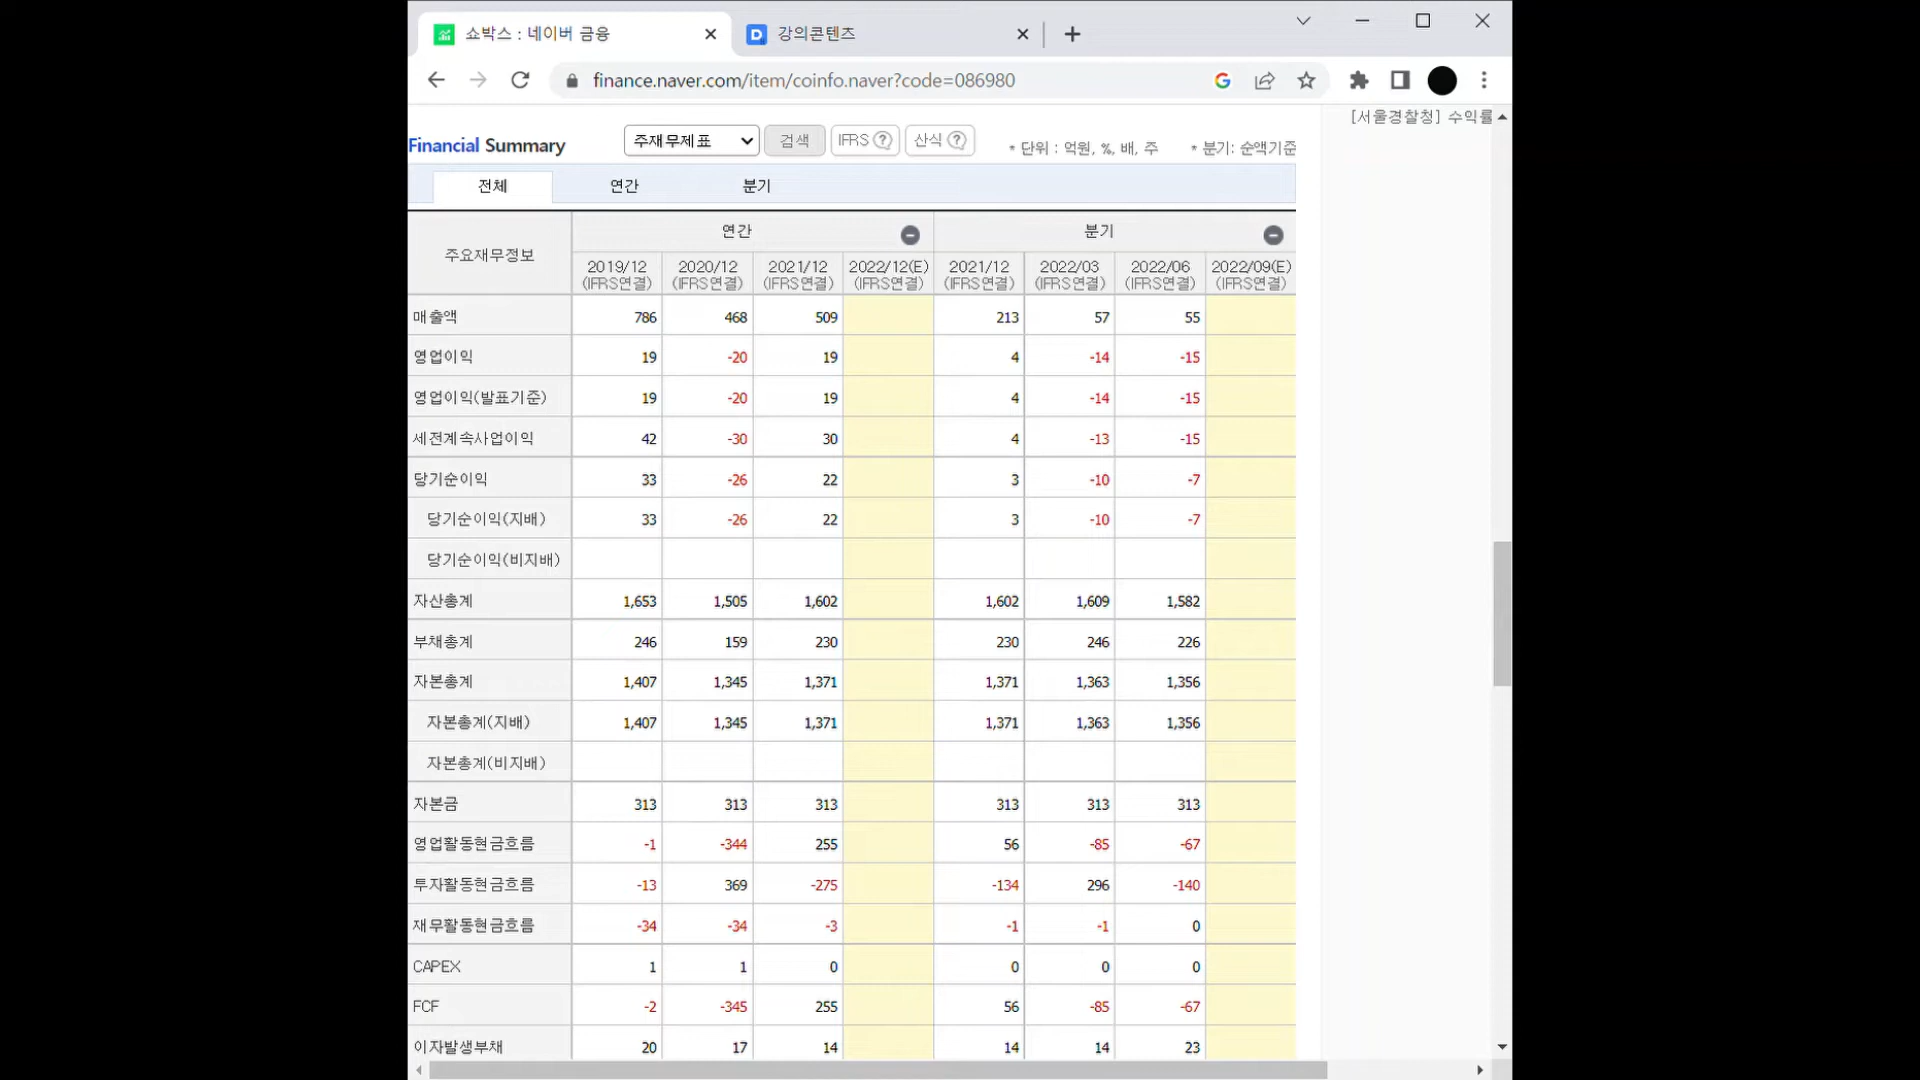 쇼박스 : 네이버 금융
강의콘텐츠
finance.naver.com/item/coinfo.naver?code=086980
[서울경찰청] 수익률
Financial Summary 주재무제표 검색 IFRS ? 산식 ? * 단위 : 억원, %, 배, 주 * 분기: 순액기준
전체 연간 분기
주요재무정보 연간 분기
2019/12 2020/12 2021/12 2022/12(E) 2021/12 2022/03 2022/06 2022/09(E)
(IFRS연결) (IFRS연결) (IFRS연결) (IFRS연결) (IFRS연결) (IFRS연결) (IFRS연결) (IFRS연결)
매출액 786 468 509 213 57 55
영업이익 19 -20 19 4 -14 -15
영업이익(발표기준) 19 -20 19 4 -14 -15
세전계속사업이익 42 -30 30 4 -13 -15
당기순이익 33 -26 22 3 -10 -7
당기순이익(지배) 33 -26 22 3 -10 -7
당기순이익(비지배)
자산총계 1,653 1,505 1,602 1,602 1,609 1,582
부채총계 246 159 230 230 246 226
자본총계 1,407 1,345 1,371 1,371 1,363 1,356
자본총계(지배) 1,407 1,345 1,371 1,371 1,363 1,356
자본총계(비지배)
자본금 313 313 313 313 313 313
영업활동현금흐름 -1 -344 255 56 -85 -67
투자활동현금흐름 -13 369 -275 -134 296 -140
재무활동현금흐름 -34 -34 -3 -1 -1 0
CAPEX 1 1 0 0 0 0
FCF -2 -345 255 56 -85 -67
이자발생부채 20 17 14 14 14 23